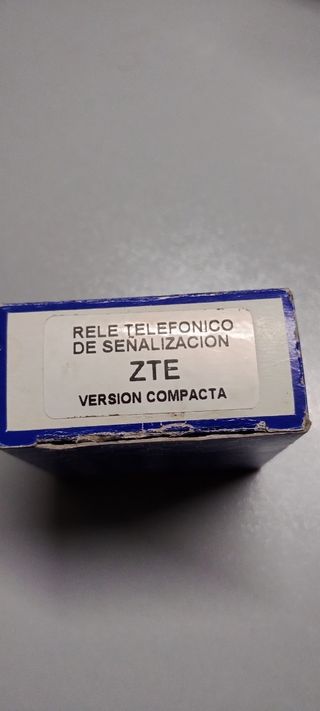 RELE TELEFONICO
DE SEÑALIZACION
ZTE
VERSION COMPACTA